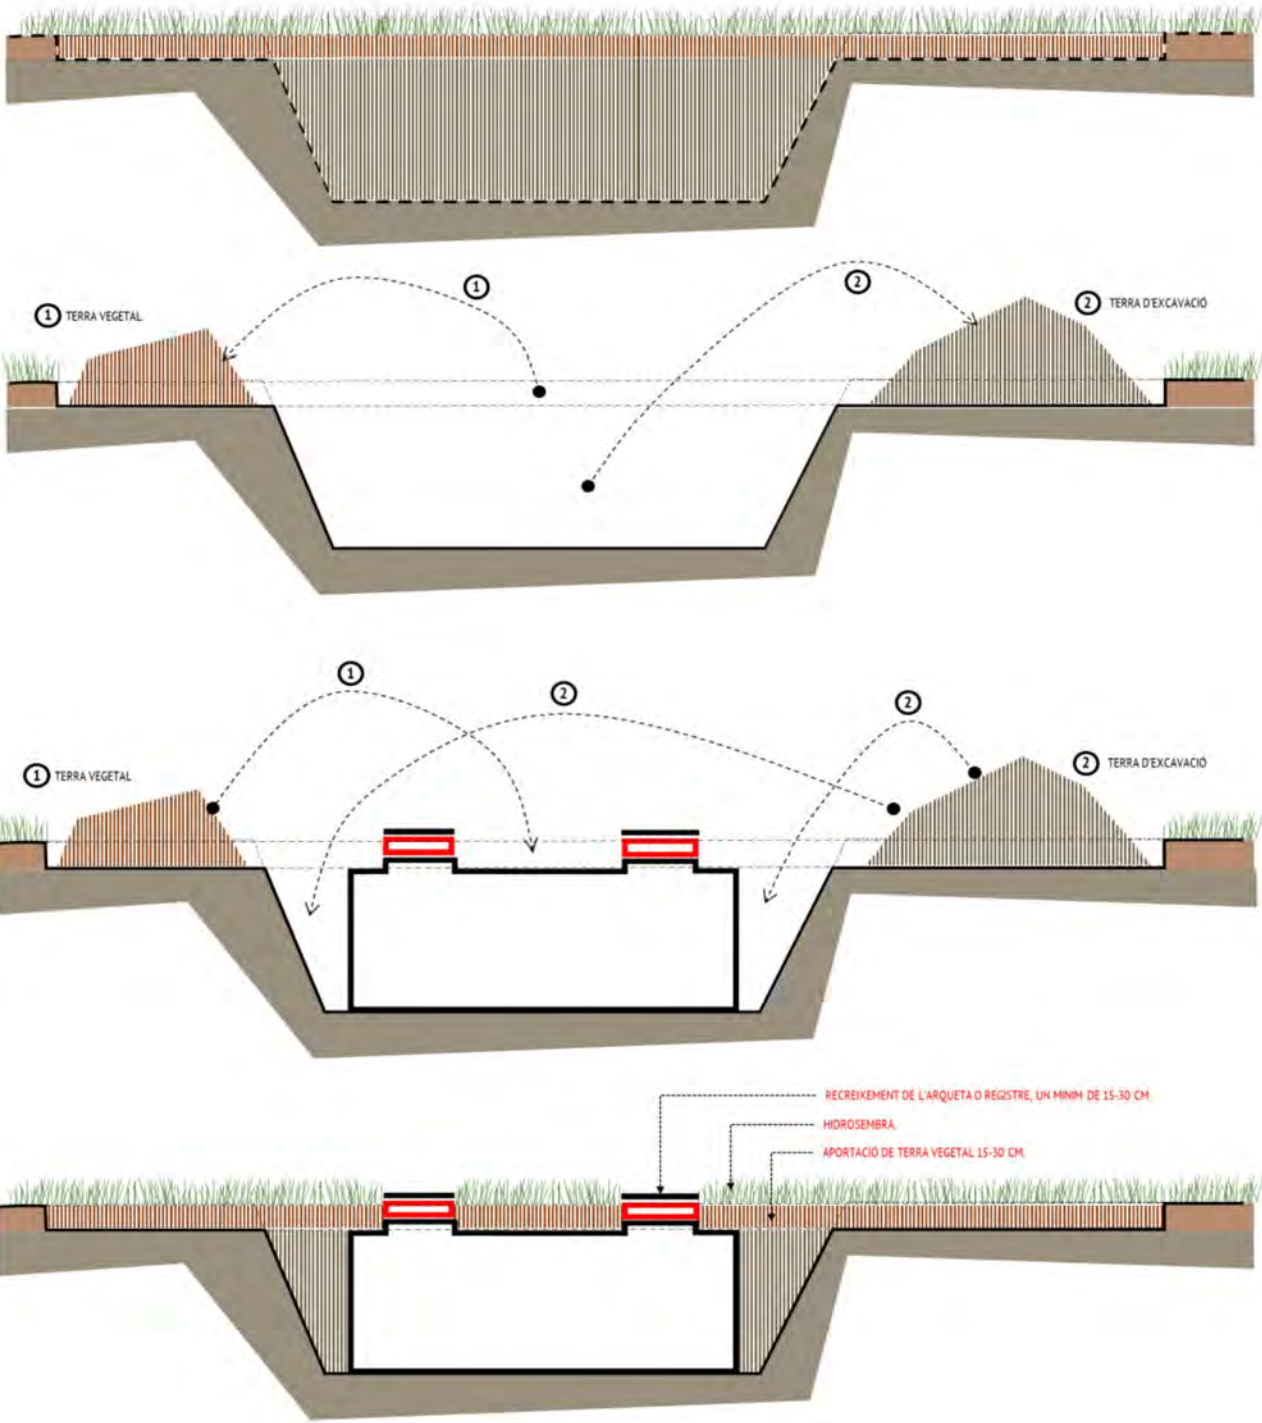 1
2
1 TERRA VEGETAL
2 TERRA D'EXCAVACIÓ
1
2
2
1 TERRA VEGETAL
2 TERRA D'EXCAVACIÓ
RECREIXEMENT DE L'ARQUETA O REGISTRE, UN MINIM DE 15-30 CM.
HIDROSEMBRA.
APORTACIÓ DE TERRA VEGETAL 15-30 CM.